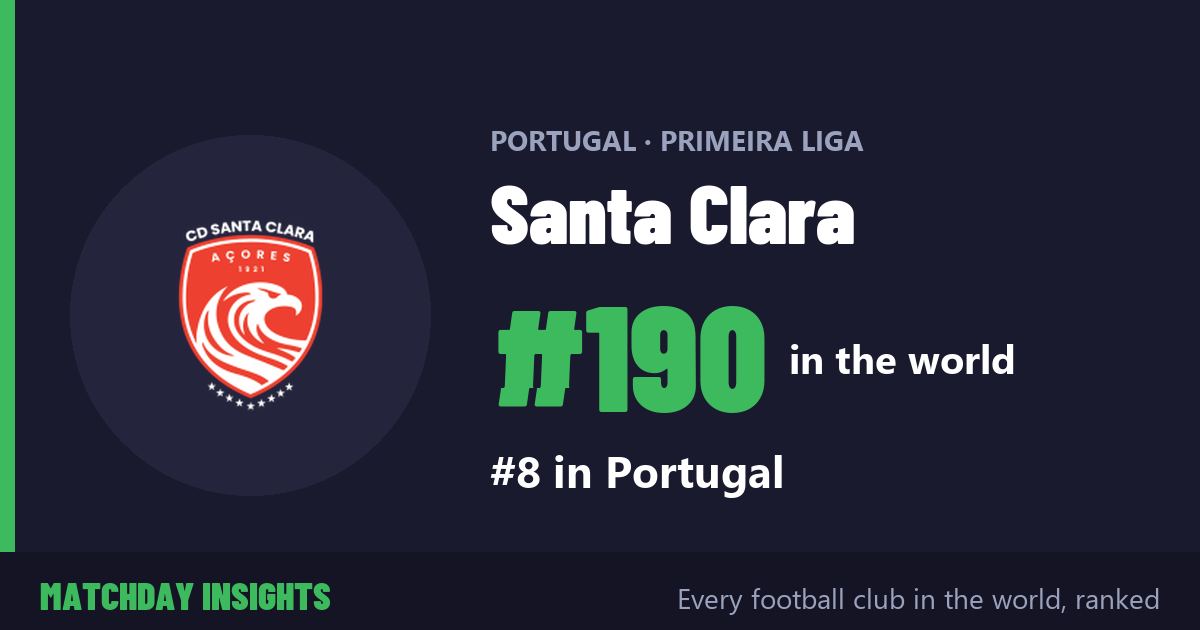 PORTUGAL · PRIMEIRA LIGA
Santa Clara
CD SANTA CLARA
AÇORES
1921
#190 in the world
#8 in Portugal
MATCHDAY INSIGHTS
Every football club in the world, ranked